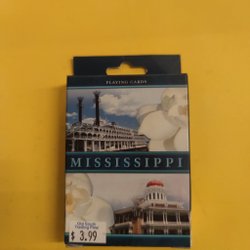 PLAYING CARDS
MISSISSIPPI
$ 3.99